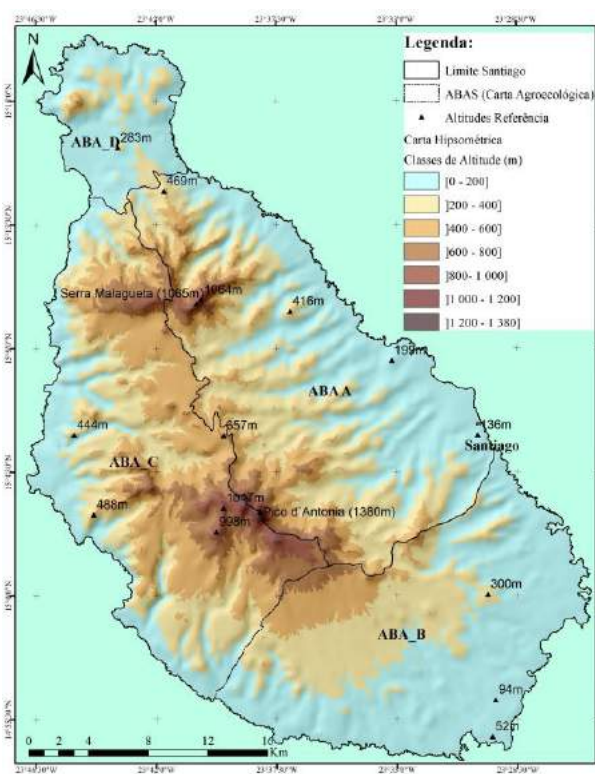 N
Legenda:
Limite Santiago
ABAS (Carta Agroecológica)
Altitudes Referência
Carta Hipsométrica
Classes de Altitude (m)
[0 - 200]
]200 - 400]
]400 - 600]
]600 - 800]
]800- 1 000]
]1 000 - 1 200]
]1 200 - 1 380]
ABA_D
283m
469m
Serra Malagueta (1065m)
1064m
416m
199m
ABA A
444m
657m
136m
Santiago
ABA_C
488m
1047m
Pico d'Antonia (1380m)
998m
300m
ABA_B
94m
52m
0 2 4 8 12 16
Km